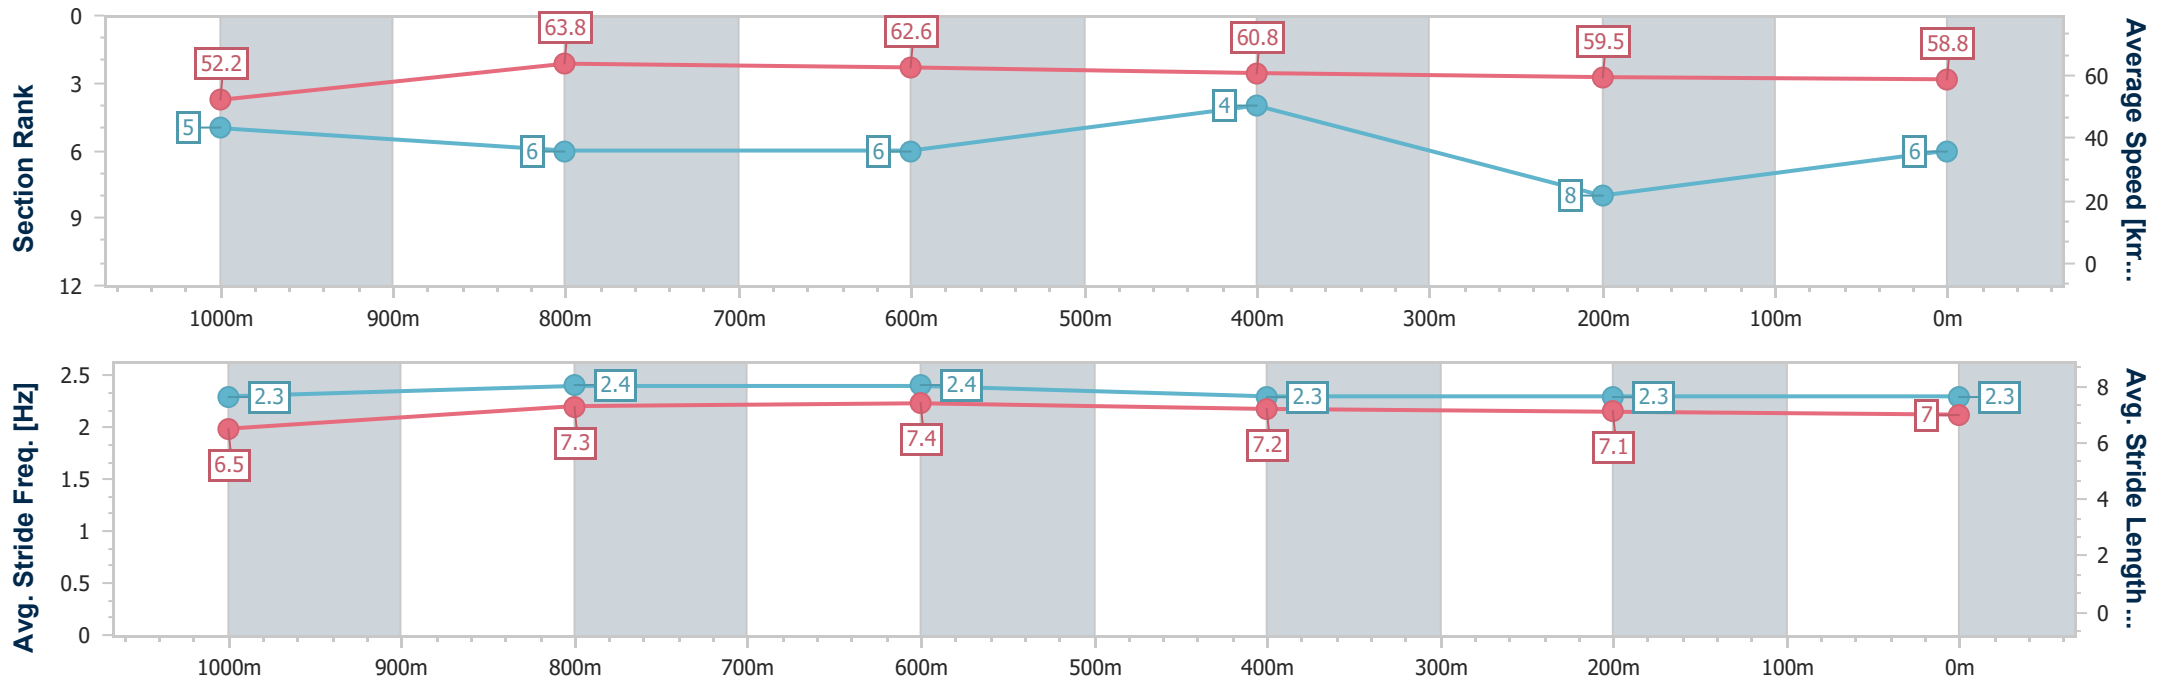 Section Rank
0
3
6
9
12
52.2
63.8
62.6
60.8
59.5
58.8
5
6
6
4
8
6
60
40
20
0
Average Speed [km...
1000m
900m
800m
700m
600m
500m
400m
300m
200m
100m
0m
Avg. Stride Freq. [Hz]
2.5
2
1.5
1
0.5
0
2.3
2.4
2.4
2.3
2.3
2.3
6.5
7.3
7.4
7.2
7.1
7
8
6
4
2
0
Avg. Stride Length ...
1000m
900m
800m
700m
600m
500m
400m
300m
200m
100m
0m